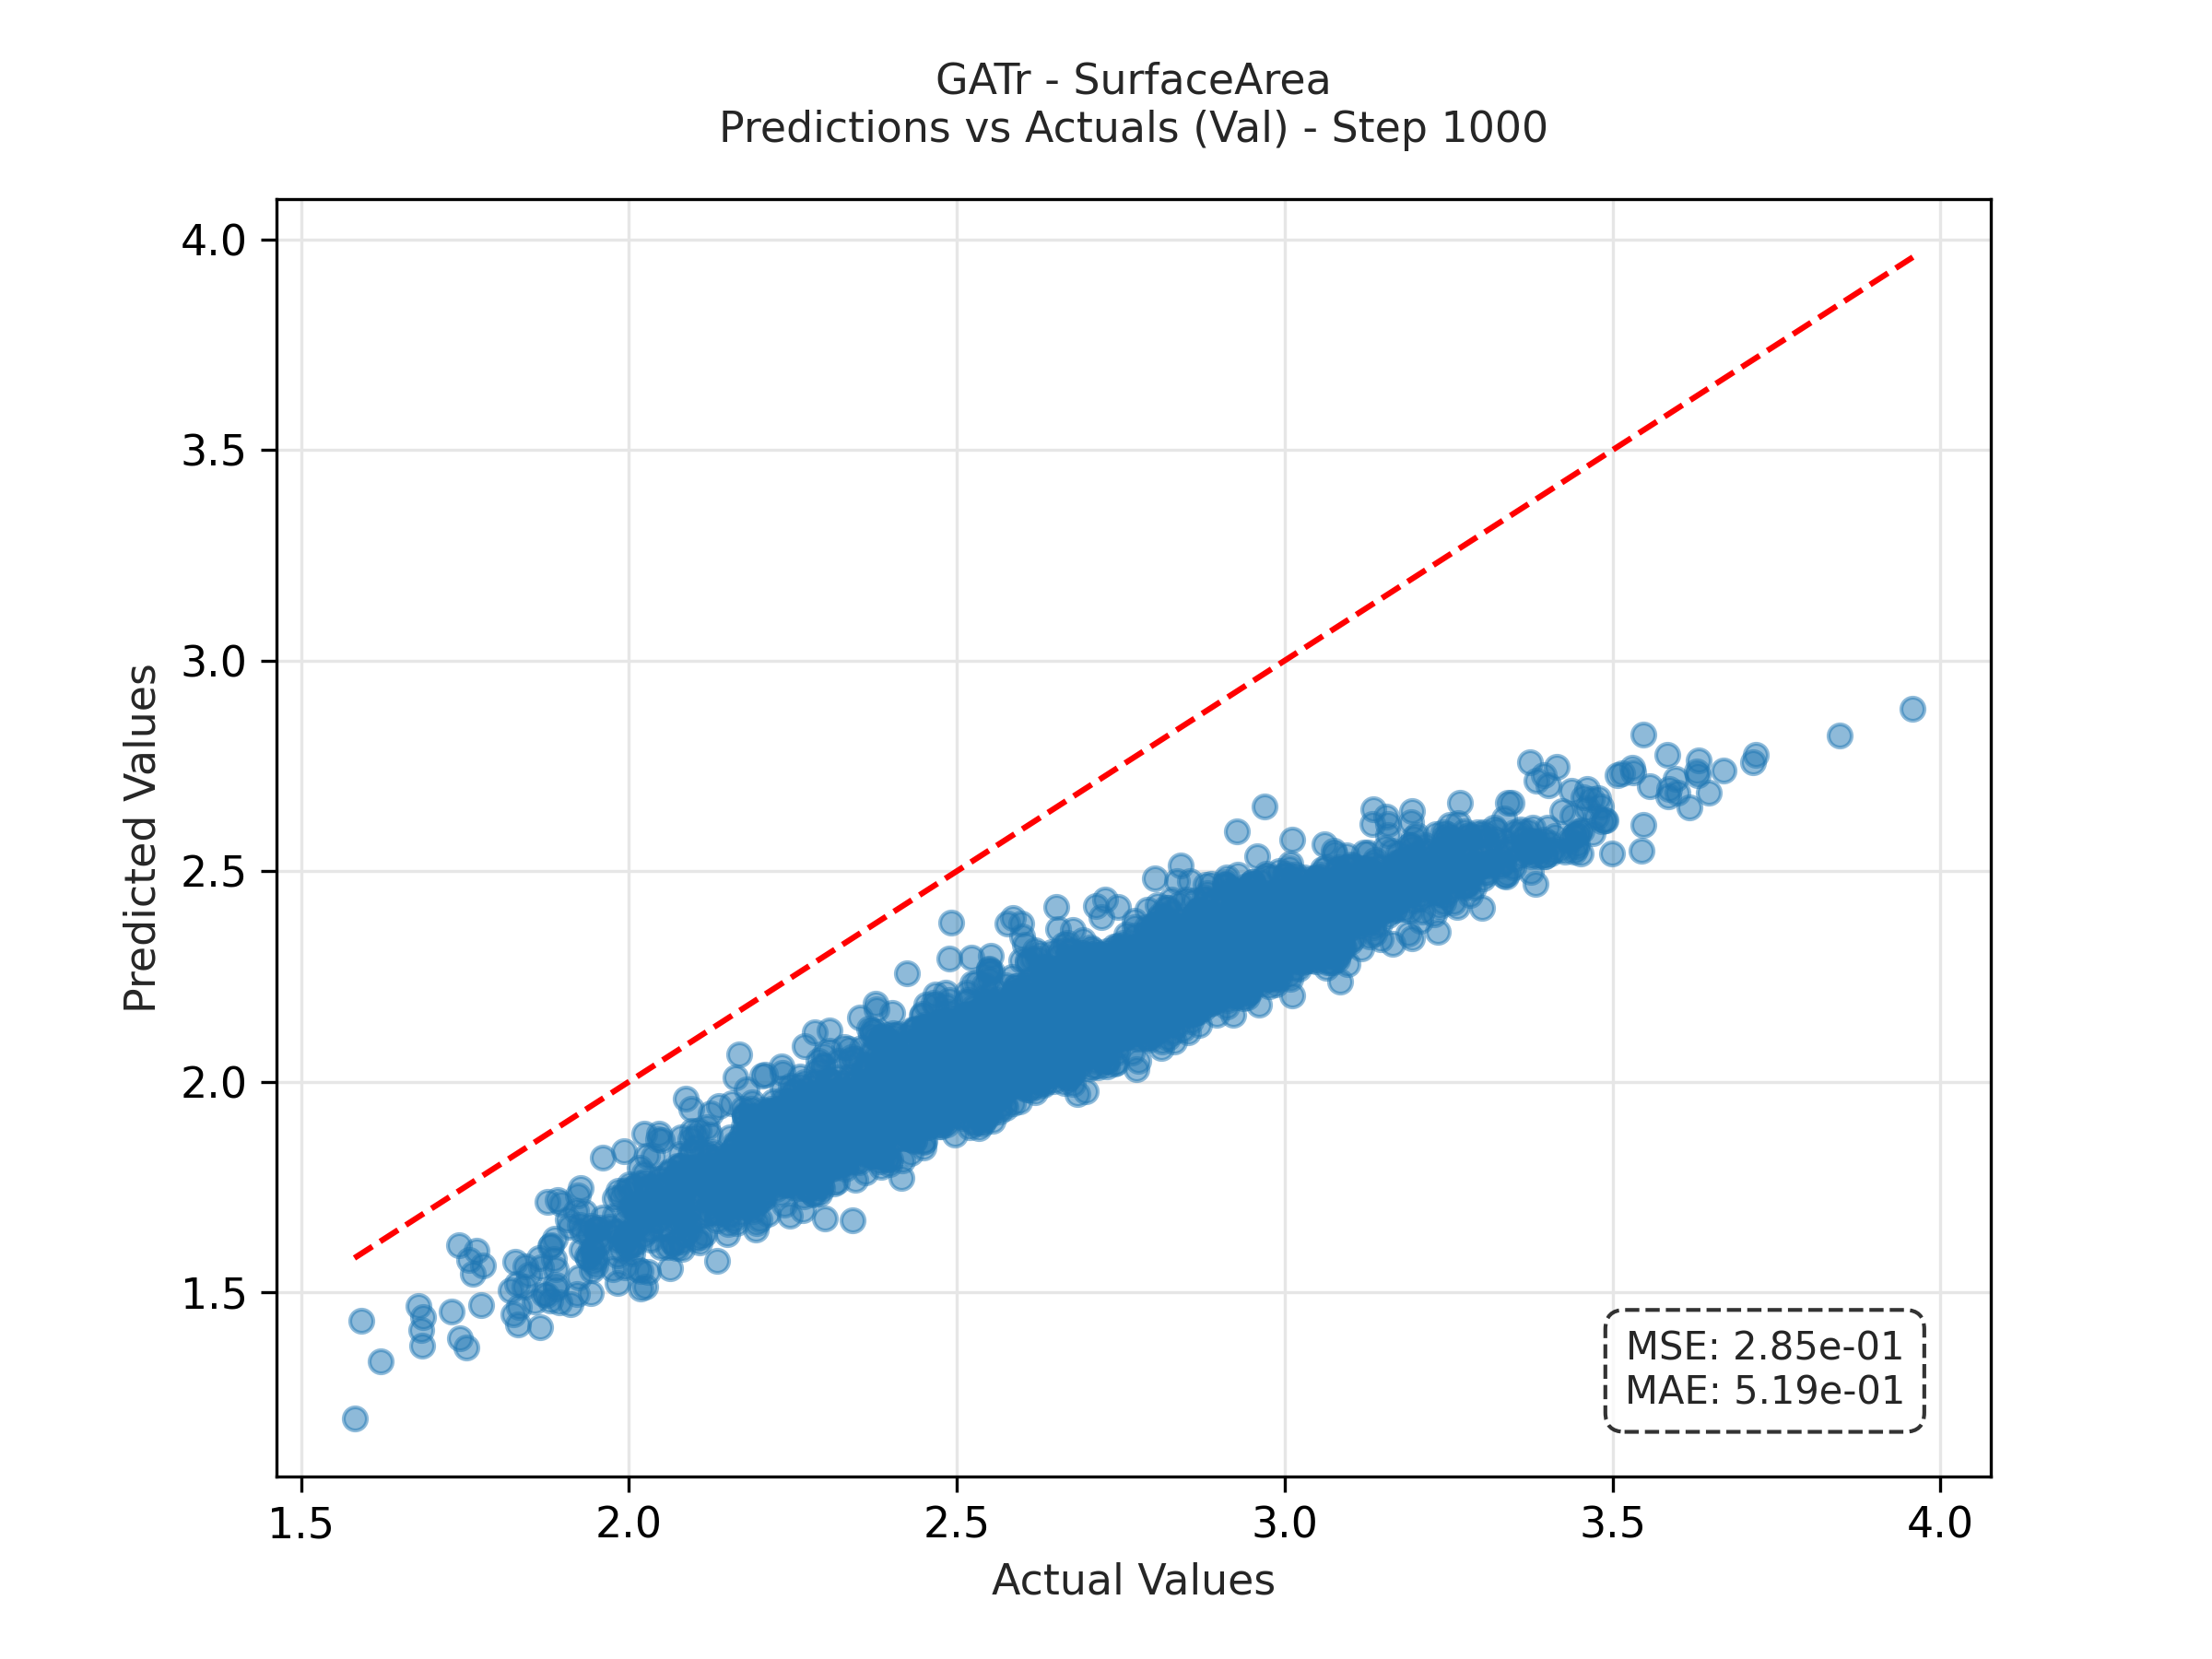 GATr - SurfaceArea
Predictions vs Actuals (Val) - Step 1000
4.0
3.5
3.0
2.5
2.0
1.5
Predicted Values
MSE: 2.85e-01
MAE: 5.19e-01
1.5
2.0
2.5
3.0
3.5
4.0
Actual Values